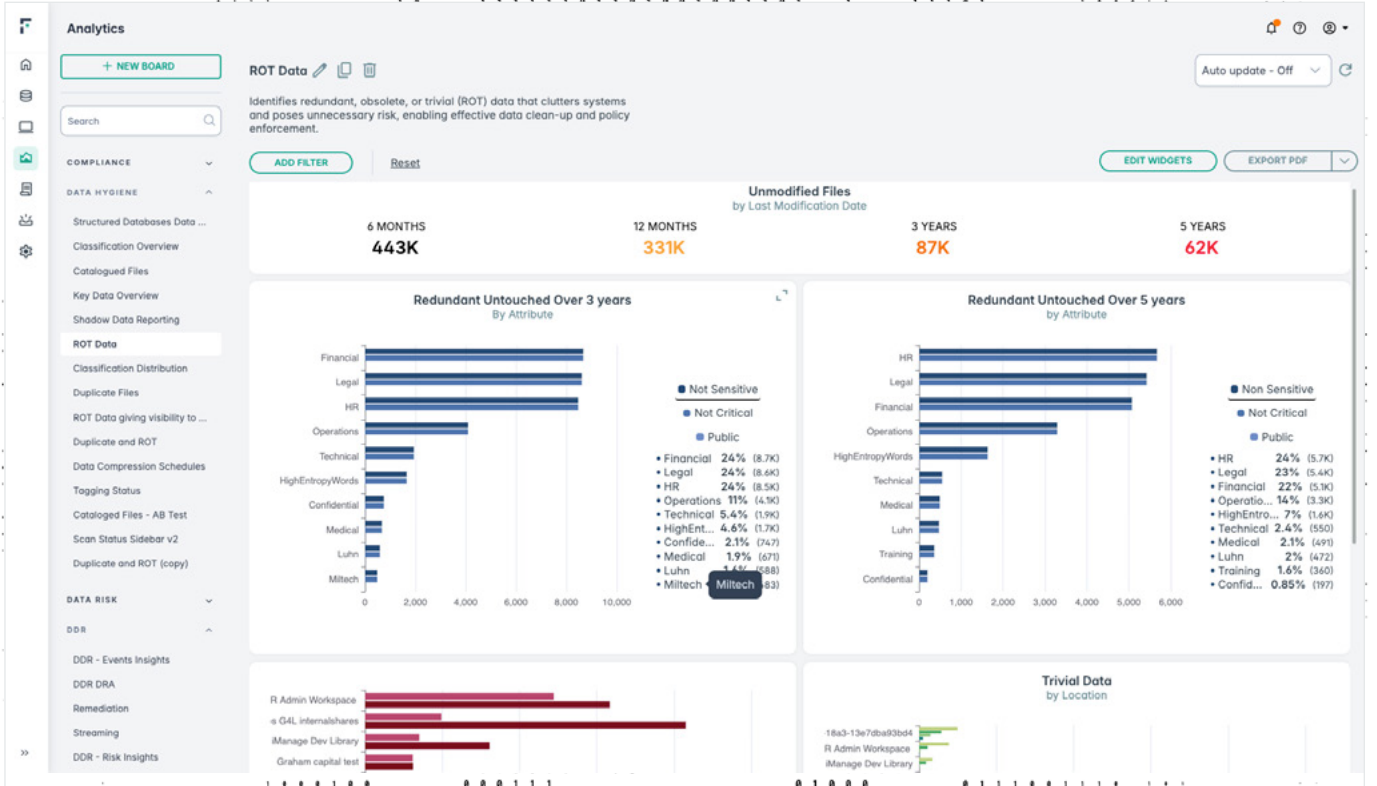 Analytics
+ NEW BOARD
Search
COMPLIANCE
DATA HYGIENE
Structured Databases Data ...
Classification Overview
Catalogued Files
Key Data Overview
Shadow Data Reporting
ROT Data
Classification Distribution
Duplicate Files
ROT Data giving visibility to ...
Duplicate and ROT
Data Compression Schedules
Tagging Status
Cataloged Files - AB Test
Scan Status Sidebar v2
Duplicate and ROT (copy)
DATA RISK
DDR
DDR - Events Insights
DDR DRA
Remediation
Streaming
DDR - Risk Insights
ROT Data
Auto update - Off
Identifies redundant, obsolete, or trivial (ROT) data that clutters systems
and poses unnecessary risk, enabling effective data clean-up and policy
enforcement.
ADD FILTER
Reset
EDIT WIDGETS
EXPORT PDF
Unmodified Files
by Last Modification Date
6 MONTHS
443K
12 MONTHS
331K
3 YEARS
87K
5 YEARS
62K
Redundant Untouched Over 3 years
By Attribute
Financial
Legal
HR
Operations
Technical
HighEntropyWords
Confidential
Medical
Luhn
Miltech
0 2,000 4,000 6,000 8,000 10,000
Not Sensitive
Not Critical
Public
• Financial 24% (8.7K)
• Legal 24% (8.6K)
• HR 24% (8.5K)
• Operations 11% (4.1K)
• Technical 5.4% (1.9K)
• HighEnt... 4.6% (1.7K)
• Confide... 2.1% (747)
• Medical 1.9% (671)
• Luhn 1.6% (588)
• Miltech Miltech 83)
Redundant Untouched Over 5 years
by Attribute
HR
Legal
Financial
Operations
HighEntropyWords
Technical
Medical
Luhn
Training
Confidential
0 1,000 2,000 3,000 4,000 5,000 6,000
Non Sensitive
Not Critical
Public
• HR 24% (5.7K)
• Legal 23% (5.4K)
• Financial 22% (5.1K)
• Operatio... 14% (3.3K)
• HighEntro... 7% (1.6K)
• Technical 2.4% (550)
• Medical 2.1% (491)
• Luhn 2% (472)
• Training 1.6% (360)
• Confid... 0.85% (197)
R Admin Workspace
s G4L internalshares
iManage Dev Library
Graham capital test
Trivial Data
by Location
18a3-13e7dba93bd4
R Admin Workspace
iManage Dev Library